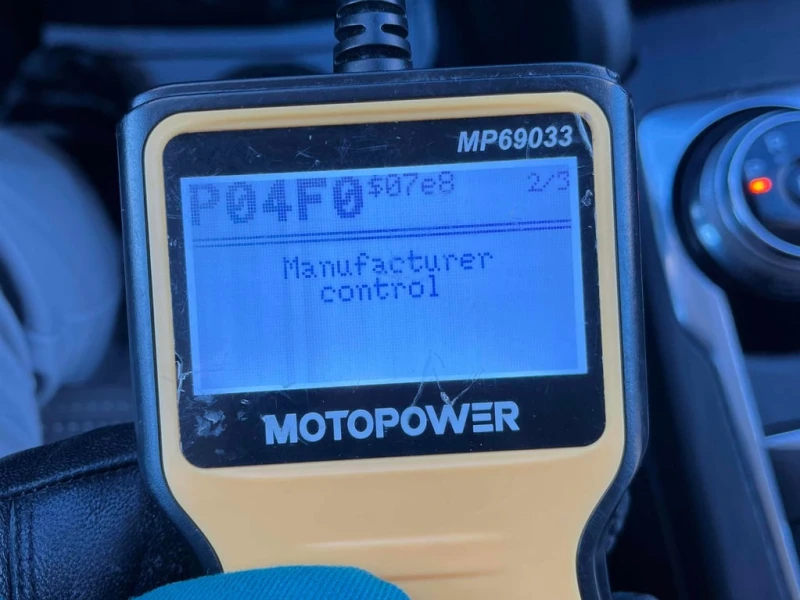 MP69033
P04F0 $07e8 2/3
Manufacturer
control
MOTOPOWER